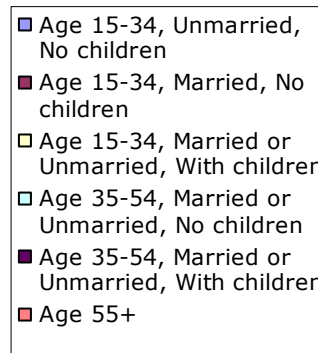 Age 15-34, Unmarried,
No children
Age 15-34, Married, No
children
Age 15-34, Married or
Unmarried, With children
Age 35-54, Married or
Unmarried, No children
Age 35-54, Married or
Unmarried, With children
Age 55+